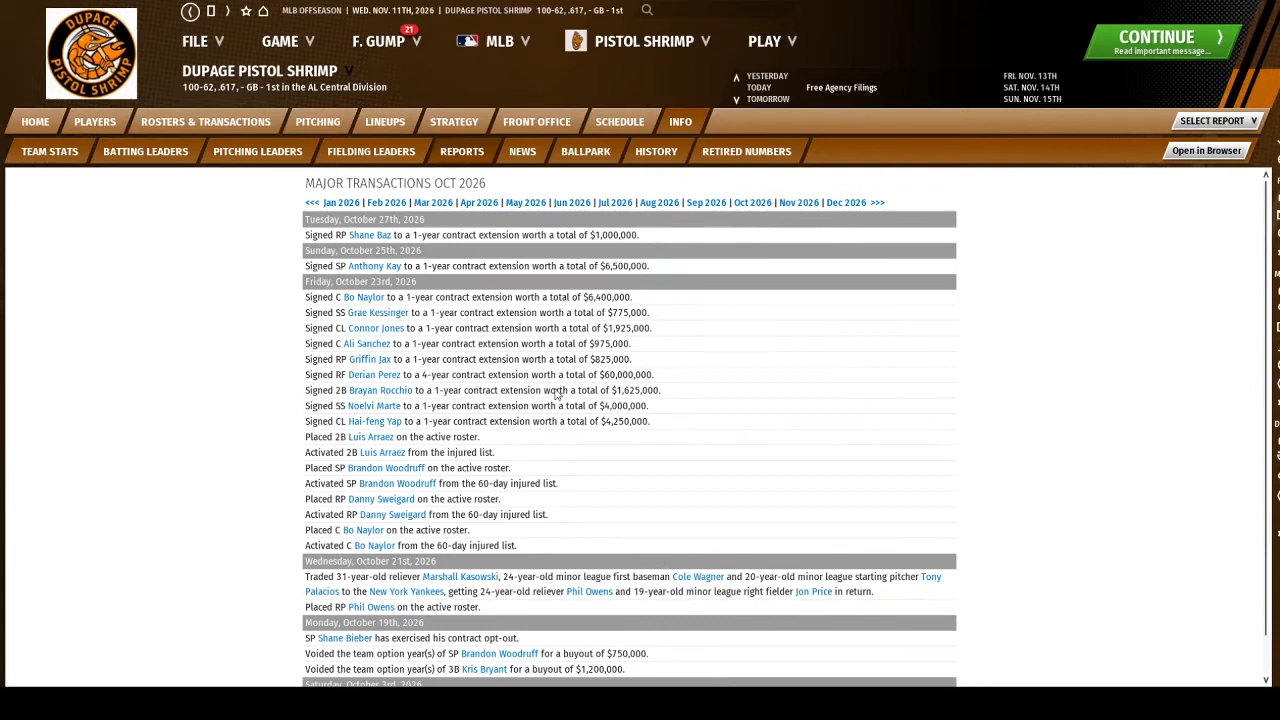 MLB OFFSEASON | WED. NOV. 11TH, 2026 | DUPAGE PISTOL SHRIMP 100-62, .617, - GB - 1st
DUPAGE
PISTOL SHRIMP
FILE GAME F. GUMP 21 MLB PISTOL SHRIMP PLAY
CONTINUE
Read important message...
DUPAGE PISTOL SHRIMP
100-62, .617, - GB - 1st in the AL Central Division
YESTERDAY
TODAY Free Agency Filings
TOMORROW
FRI. NOV. 13TH
SAT. NOV. 14TH
SUN. NOV. 15TH
HOME PLAYERS ROSTERS & TRANSACTIONS PITCHING LINEUPS STRATEGY FRONT OFFICE SCHEDULE INFO SELECT REPORT
TEAM STATS BATTING LEADERS PITCHING LEADERS FIELDING LEADERS REPORTS NEWS BALLPARK HISTORY RETIRED NUMBERS Open in Browser
MAJOR TRANSACTIONS OCT 2026
<<< Jan 2026 | Feb 2026 | Mar 2026 | Apr 2026 | May 2026 | Jun 2026 | Jul 2026 | Aug 2026 | Sep 2026 | Oct 2026 | Nov 2026 | Dec 2026 >>>
Tuesday, October 27th, 2026
Signed RP Shane Baz to a 1-year contract extension worth a total of $1,000,000.
Sunday, October 25th, 2026
Signed SP Anthony Kay to a 1-year contract extension worth a total of $6,500,000.
Friday, October 23rd, 2026
Signed C Bo Naylor to a 1-year contract extension worth a total of $6,400,000.
Signed SS Grae Kessinger to a 1-year contract extension worth a total of $775,000.
Signed CL Connor Jones to a 1-year contract extension worth a total of $1,925,000.
Signed C Ali Sanchez to a 1-year contract extension worth a total of $975,000.
Signed RP Griffin Jax to a 1-year contract extension worth a total of $825,000.
Signed RF Derian Perez to a 4-year contract extension worth a total of $60,000,000.
Signed 2B Brayan Rocchio to a 1-year contract extension worth a total of $1,625,000.
Signed SS Noelvi Marte to a 1-year contract extension worth a total of $4,000,000.
Signed CL Hai-feng Yap to a 1-year contract extension worth a total of $4,250,000.
Placed 2B Luis Arraez on the active roster.
Activated 2B Luis Arraez from the injured list.
Placed SP Brandon Woodruff on the active roster.
Activated SP Brandon Woodruff from the 60-day injured list.
Placed RP Danny Sweigard on the active roster.
Activated RP Danny Sweigard from the 60-day injured list.
Placed C Bo Naylor on the active roster.
Activated C Bo Naylor from the 60-day injured list.
Wednesday, October 21st, 2026
Traded 31-year-old reliever Marshall Kasowski, 24-year-old minor league first baseman Cole Wagner and 20-year-old minor league starting pitcher Tony
Palacios to the New York Yankees, getting 24-year-old reliever Phil Owens and 19-year-old minor league right fielder Jon Price in return.
Placed RP Phil Owens on the active roster.
Monday, October 19th, 2026
SP Shane Bieber has exercised his contract opt-out.
Voided the team option year(s) of SP Brandon Woodruff for a buyout of $750,000.
Voided the team option year(s) of 3B Kris Bryant for a buyout of $1,200,000.
Saturday, October 3rd, 2026